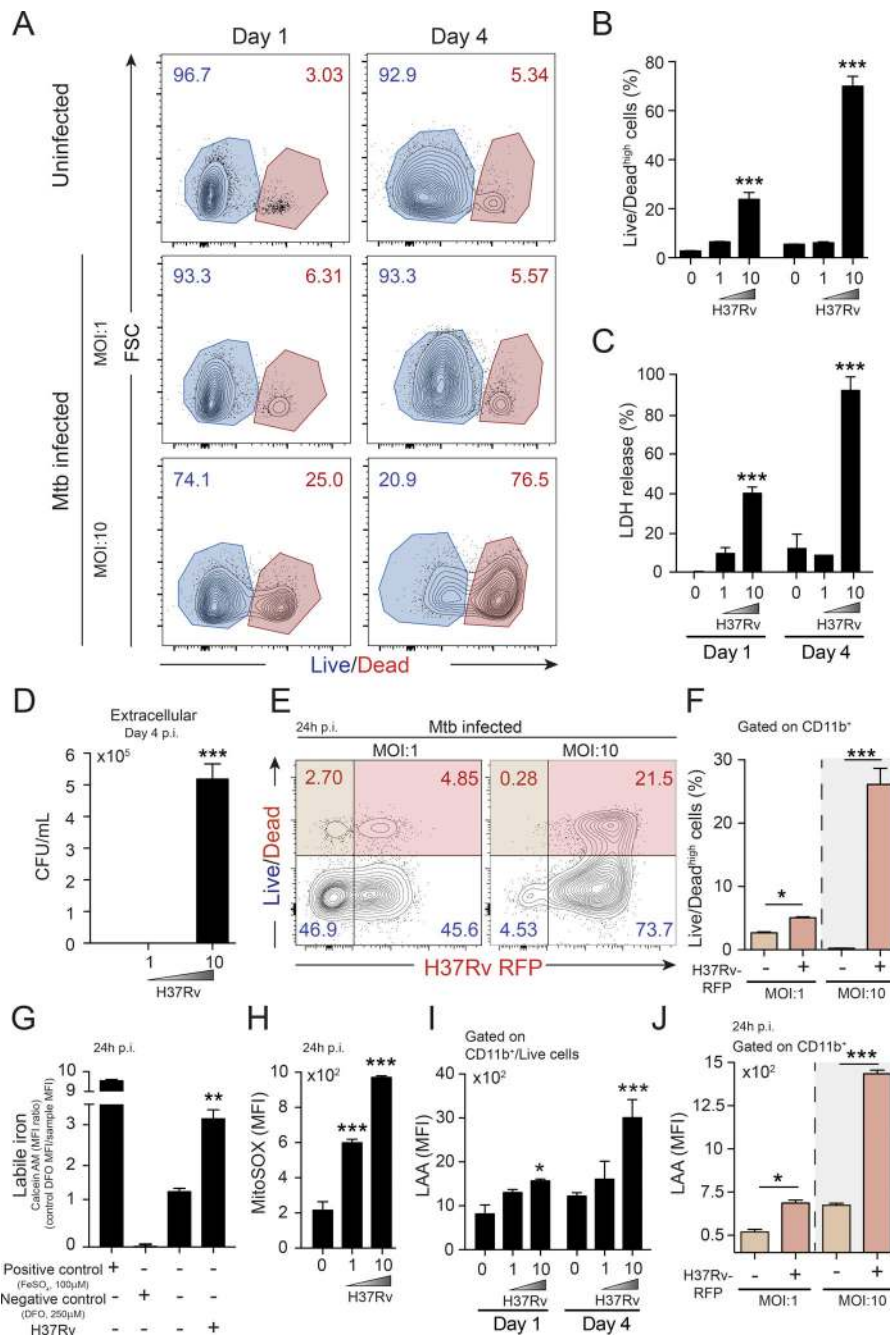 A
Day 1
Day 4
Uninfected
96.7 3.03
92.9 5.34
Mtb infected
MOI:1
FSC
93.3 6.31
93.3 5.57
MOI:10
74.1 25.0
20.9 76.5
Live/Dead
B
Live/Dead^high cells (%)
80
60
40
20
0
***
***
0 1 10 0 1 10
H37Rv H37Rv
C
LDH release (%)
100
80
60
40
20
0
***
***
0 1 10 0 1 10
H37Rv H37Rv
Day 1 Day 4
D
Extracellular
Day 4 p.i.
x10⁵
***
CFU/mL
6
5
4
3
2
1
0
1 10
H37Rv
E
24h p.i.
Mtb infected
MOI:1 MOI:10
2.70 4.85 0.28 21.5
46.9 45.6 4.53 73.7
Live/Dead
H37Rv RFP
F
Gated on CD11b⁺
Live/Dead^high cells (%)
30
20
10
0
*
***
H37Rv-RFP - + - +
MOI:1 MOI:10
G
24h p.i.
Labile iron
Calcein AM (MFI ratio)
(control DFO MFI/sample MFI)
10
9
3
2
1
0
**
Positive control + - - -
(FeSO₄, 100µM)
Negative control - + - -
(DFO, 250µM)
H37Rv - - - +
H
24h p.i.
x10²
MitoSOX (MFI)
10
8
6
4
2
0
***
***
0 1 10
H37Rv
I
Gated on
CD11b⁺/Live cells
x10²
LAA (MFI)
40
30
20
10
0
*
***
0 1 10 0 1 10
H37Rv H37Rv
Day 1 Day 4
J
24h p.i.
Gated on CD11b⁺
x10²
LAA (MFI)
15
10
7.5
0.5
*
***
H37Rv-RFP - + - +
MOI:1 MOI:10